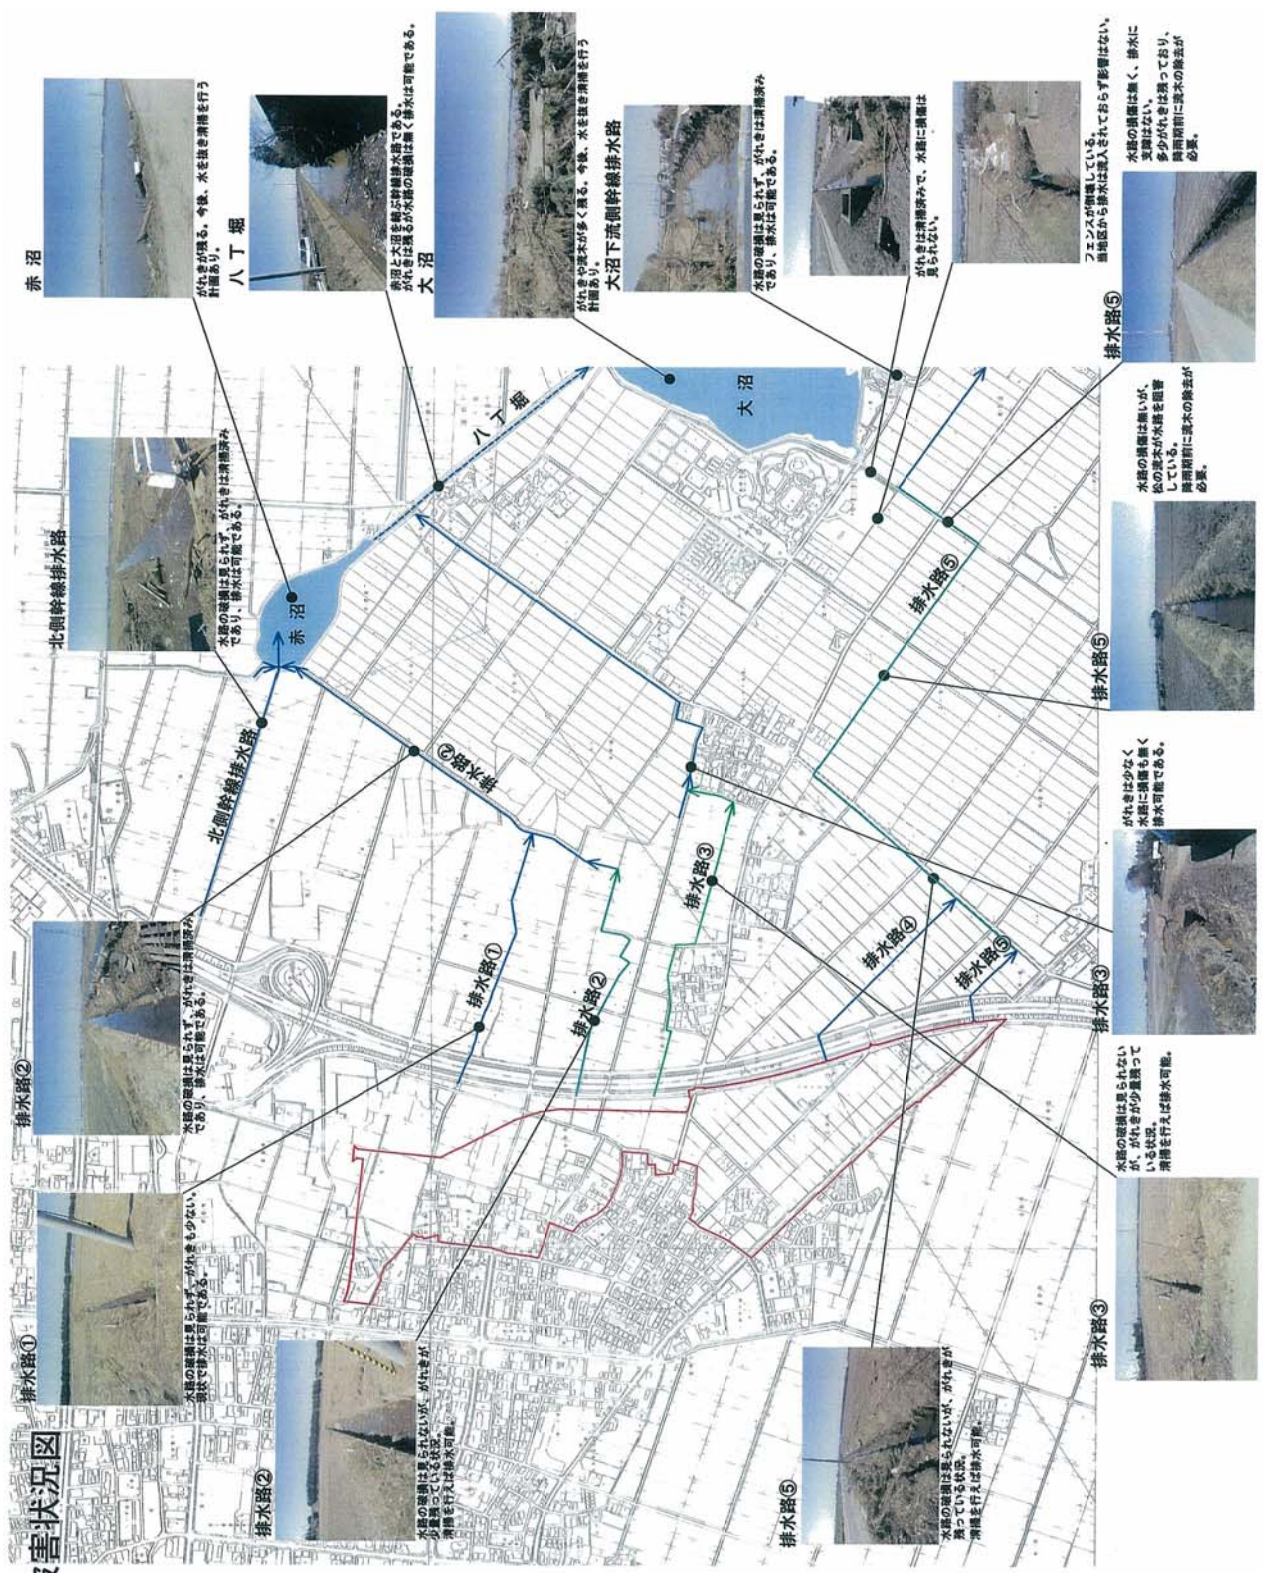 害状況図
排水路①
水路の破損は見られず、がれきも少ない。
現状で排水は可能である。
排水路②
水路の破損は見られず、がれきは清掃済み
であり、排水は可能である。
北側幹線排水路
水路の破損は見られず、がれきは清掃済み
であり、排水は可能である。
赤沼
がれきが残る。今後、水を抜き清掃を行う
計画あり。
八丁堀
赤沼と大沼を結ぶ幹線排水路である。
がれきは残るが水路の破損は無く排水は可能である。
大沼
がれきや流木が多く残る。今後、水を抜き清掃を行う
計画あり。
大沼下流側幹線排水路
水路の破損は見られず、がれきは清掃済み
であり、排水は可能である。
がれきは清掃済みで、水路に損傷は
見られない。
フェンスが倒壊している。
当地区から排水は流入されておらず影響はない。
排水路⑤
水路の損傷は無く、排水に
支障はない。
多少がれきは残っており、
降雨期前に流木の除去が
必要。
排水路⑤
水路の損傷は無いが、
松の流木が水路を阻害
している。
降雨期前に流木の除去が
必要。
排水路③
がれきは少なく
水路に損傷も無く
排水可能である。
排水路③
水路の破損は見られない
が、がれきが少量残って
いる状況。
清掃を行えば排水可能。
排水路⑤
水路の破損は見られないが、がれきが
残っている状況。
清掃を行えば排水可能。
排水路②
水路の破損は見られないが、がれきが
少量残っている状況。
清掃を行えば排水可能。
北側幹線排水路
赤沼
八丁堀
大沼
排水路②
排水路①
排水路②
排水路③
排水路④
排水路⑤
排水路⑤